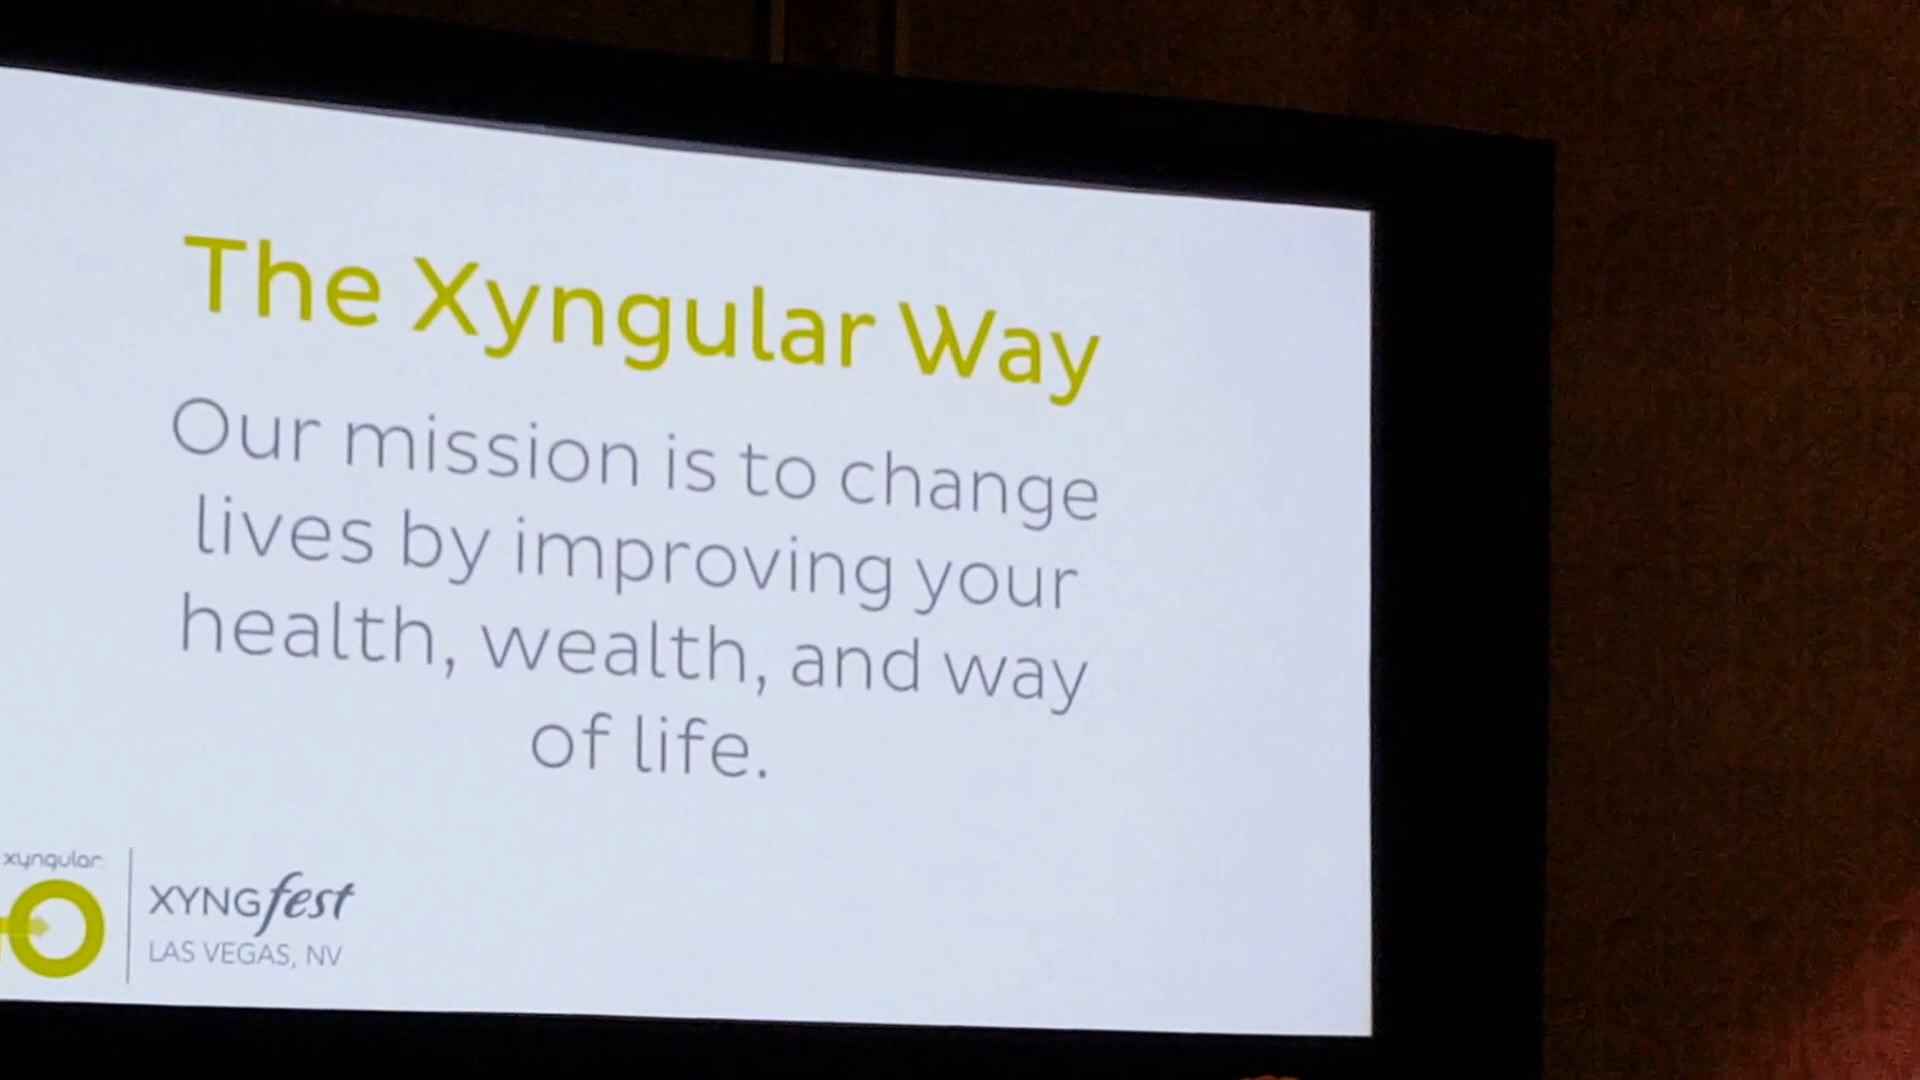 The Xyngular Way
Our mission is to change
lives by improving your
health, wealth, and way
of life.
xyngular
XYNGfest
LAS VEGAS, NV